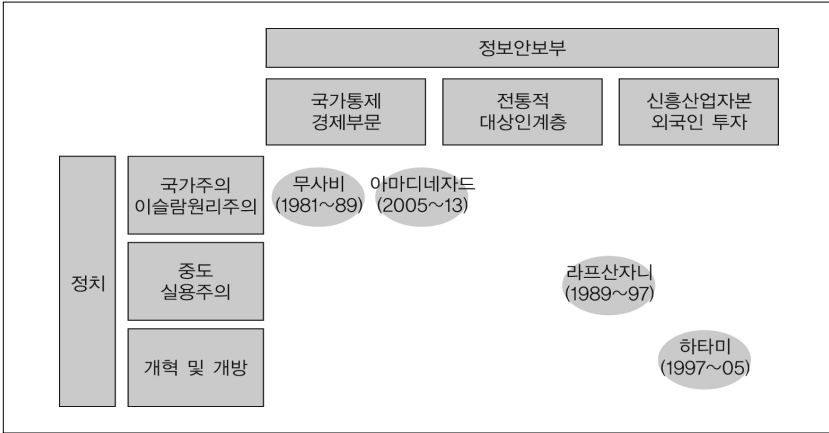 정보안보부
국가통제
경제부문
전통적
대상인계층
신흥산업자본
외국인 투자
정치
국가주의
이슬람원리주의
무사비
(1981~89)
아마디네자드
(2005~13)
중도
실용주의
라프산자니
(1989~97)
개혁 및 개방
하타미
(1997~05)